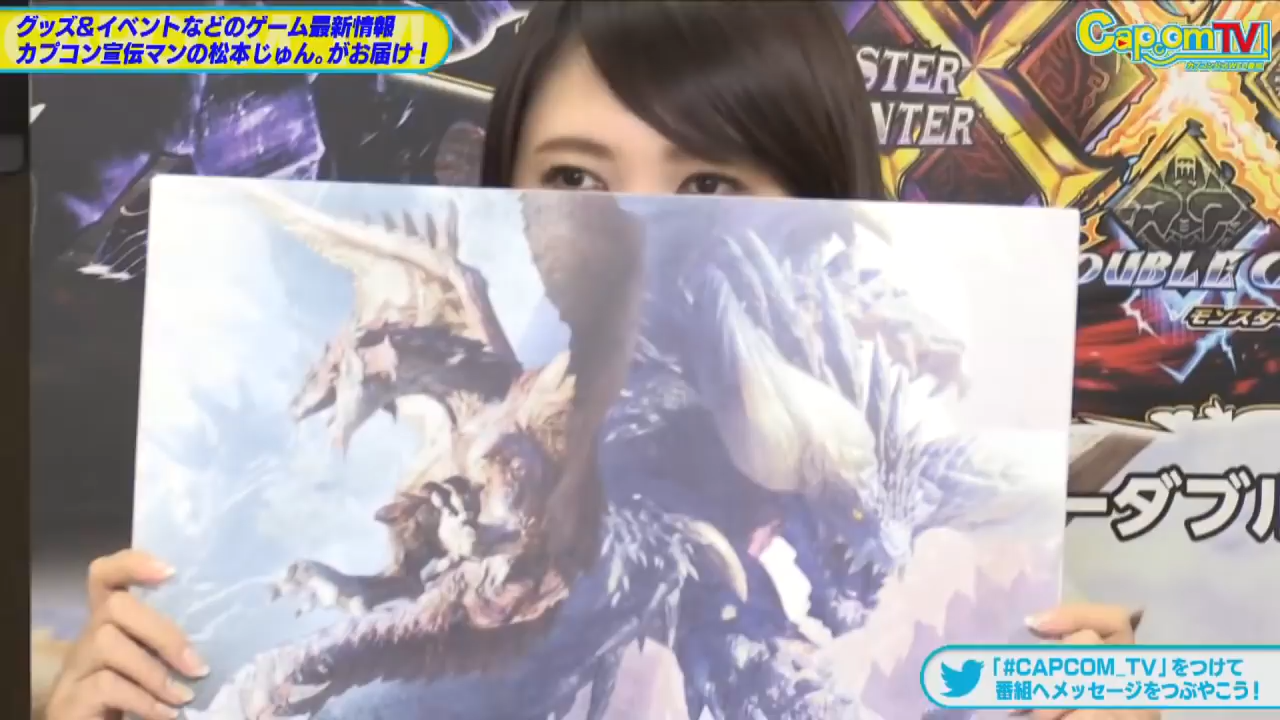 グッズ&イベントなどのゲーム最新情報
カプコン宣伝マンの松本じゅん。がお届け!
CapcomTV!
STER
NTER
OUBLE C
モンスター
ーダブル
「#CAPCOM_TV」をつけて
番組へメッセージをつぶやこう!